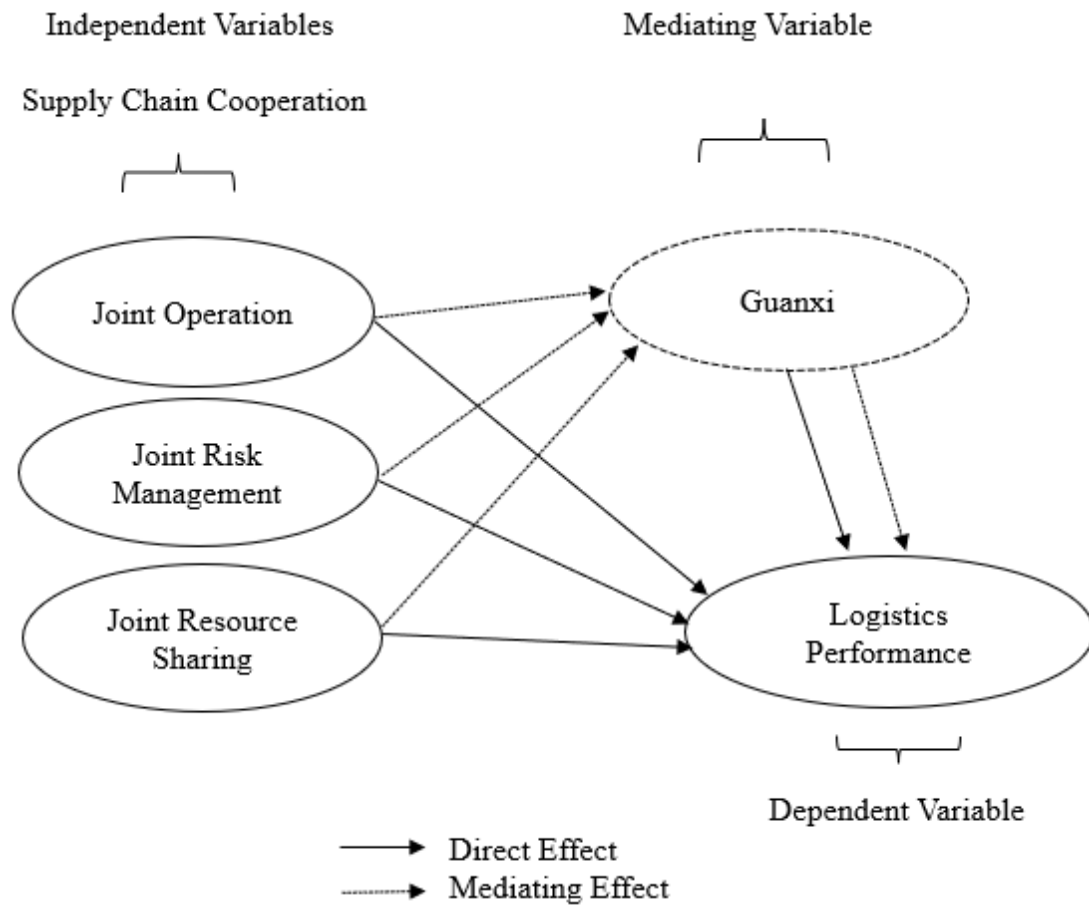 Independent Variables
Mediating Variable
Supply Chain Cooperation
Joint Operation
Guanxi
Joint Risk
Management
Joint Resource
Sharing
Logistics
Performance
Dependent Variable
Direct Effect
Mediating Effect